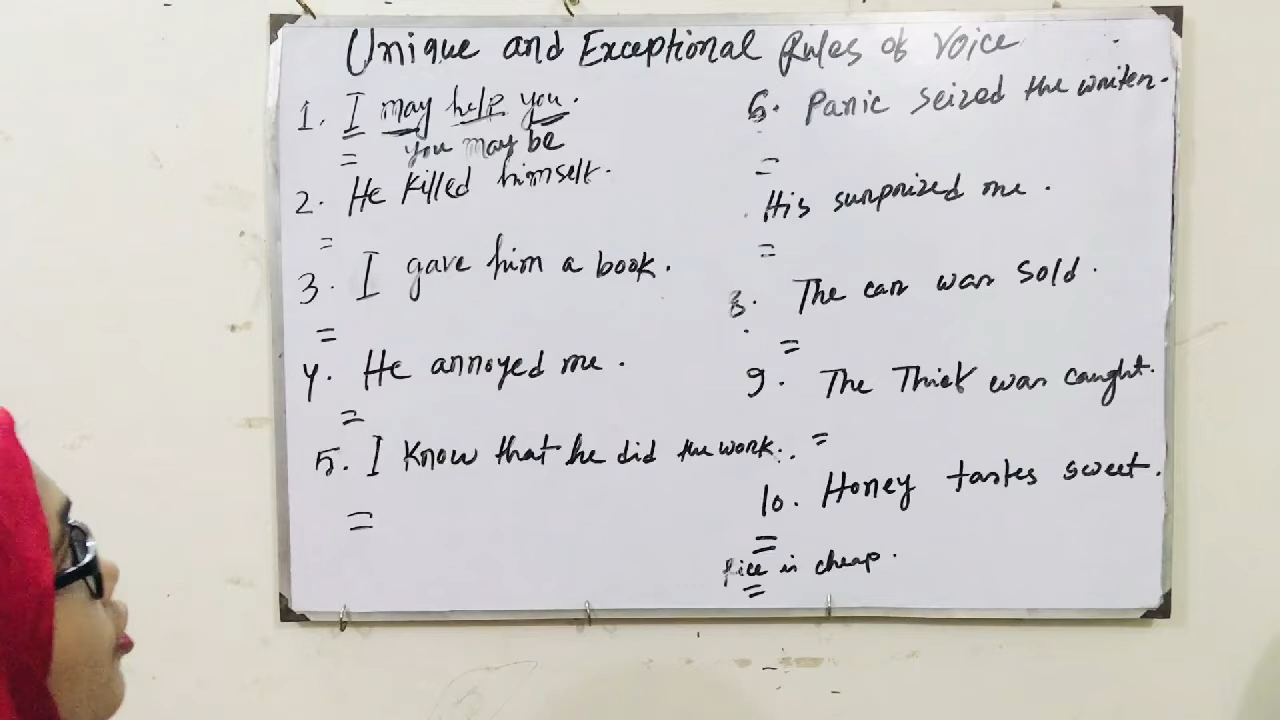 Unique and Exceptional Rules of Voice
1. I may help you.
= you may be
2. He killed himself.
=
3. I gave him a book.
=
4. He annoyed me.
=
5. I know that he did the work.
=
6. Panic seized the writer.
=
His surprized me.
=
8. The car was sold.
=
9. The Thief was caught.
=
10. Honey tastes sweet.
=
is cheap.
=